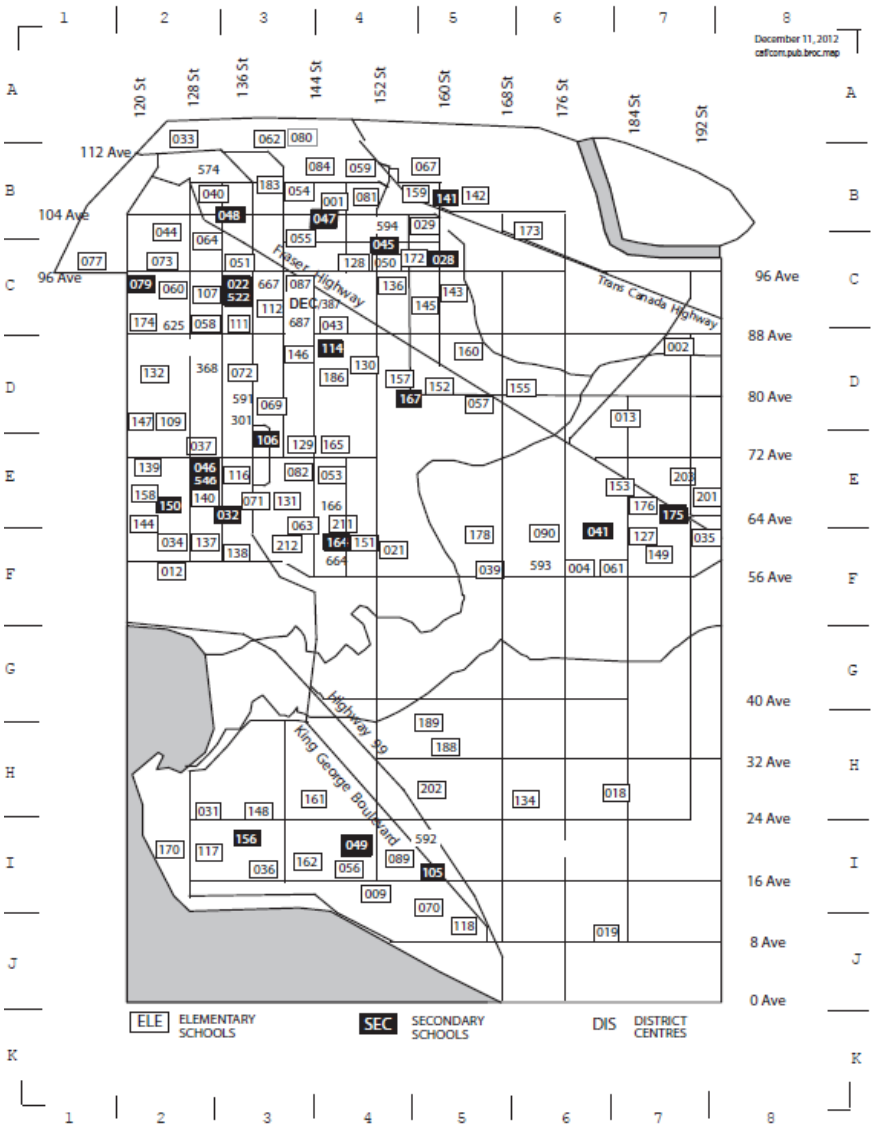 1 2 3 4 5 6 7 8
December 11, 2012
catfcom.pub.broc.map
A A
120 St
128 St
136 St
144 St
152 St
160 St
168 St
176 St
184 St
192 St
033 062 080
112 Ave
574 084 059 067
B B
040 183 054 001 081 159 141 142
104 Ave
048 047 594 029 173
044 064 055 045
077 073 051 128 050 172 028
Fraser Highway
Trans Canada Highway
96 Ave 96 Ave
C C
079 060 107 022 667 087 136 143
522 112 DEC/387 145
174 625 058 111 687 043
88 Ave
114 160 002
146
132 368 072 130
D D
186 157 152 155
80 Ave
591 069 167 057
147 109 301 013
106
037 129 165
72 Ave
139 046 116 082 053 203
E E
546
158 140 071 131 153 201
150 166 176
032 175
64 Ave
144 063 211 041
034 137 164 151 178 090 127 035
138 212 021 149
664
012 039 593 004 061
F F
56 Ave
G G
40 Ave
Highway 99
King George Boulevard
189
188
32 Ave
H H
202
161 134 018
031 148
24 Ave
156 049 592
170 117 089
I I
036 162 056 105
16 Ave
009
070
118 019
8 Ave
J J
0 Ave
ELE ELEMENTARY
SCHOOLS
SEC SECONDARY
SCHOOLS
DIS DISTRICT
CENTRES
K K
1 2 3 4 5 6 7 8